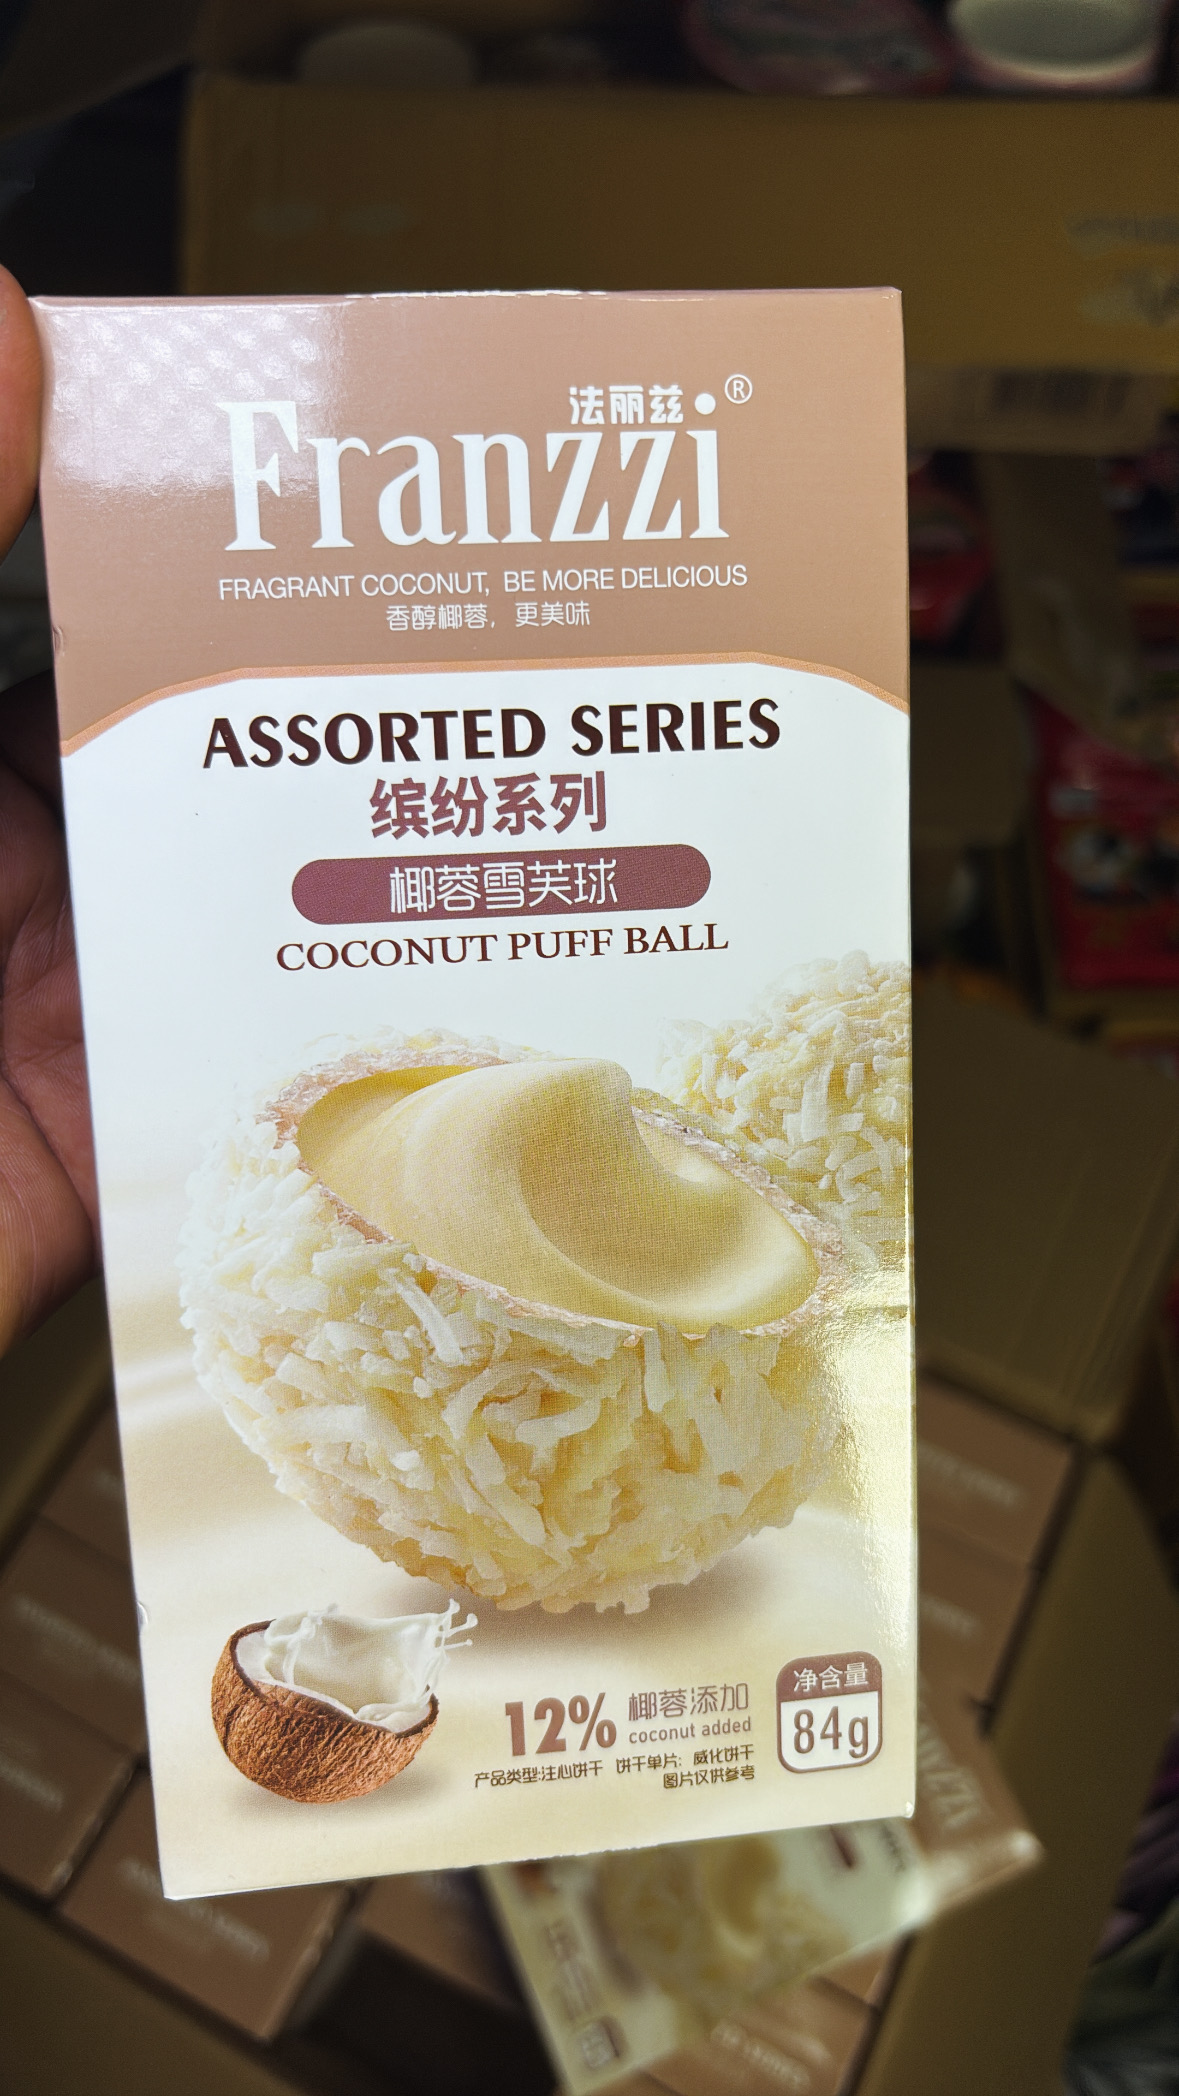 法丽兹
Franzzi®
FRAGRANT COCONUT, BE MORE DELICIOUS
香醇椰蓉，更美味
ASSORTED SERIES
缤纷系列
椰蓉雪芙球
COCONUT PUFF BALL
12% 椰蓉添加
coconut added
产品类型:注心饼干 饼干单片: 威化饼干
图片仅供参考
净含量
84g